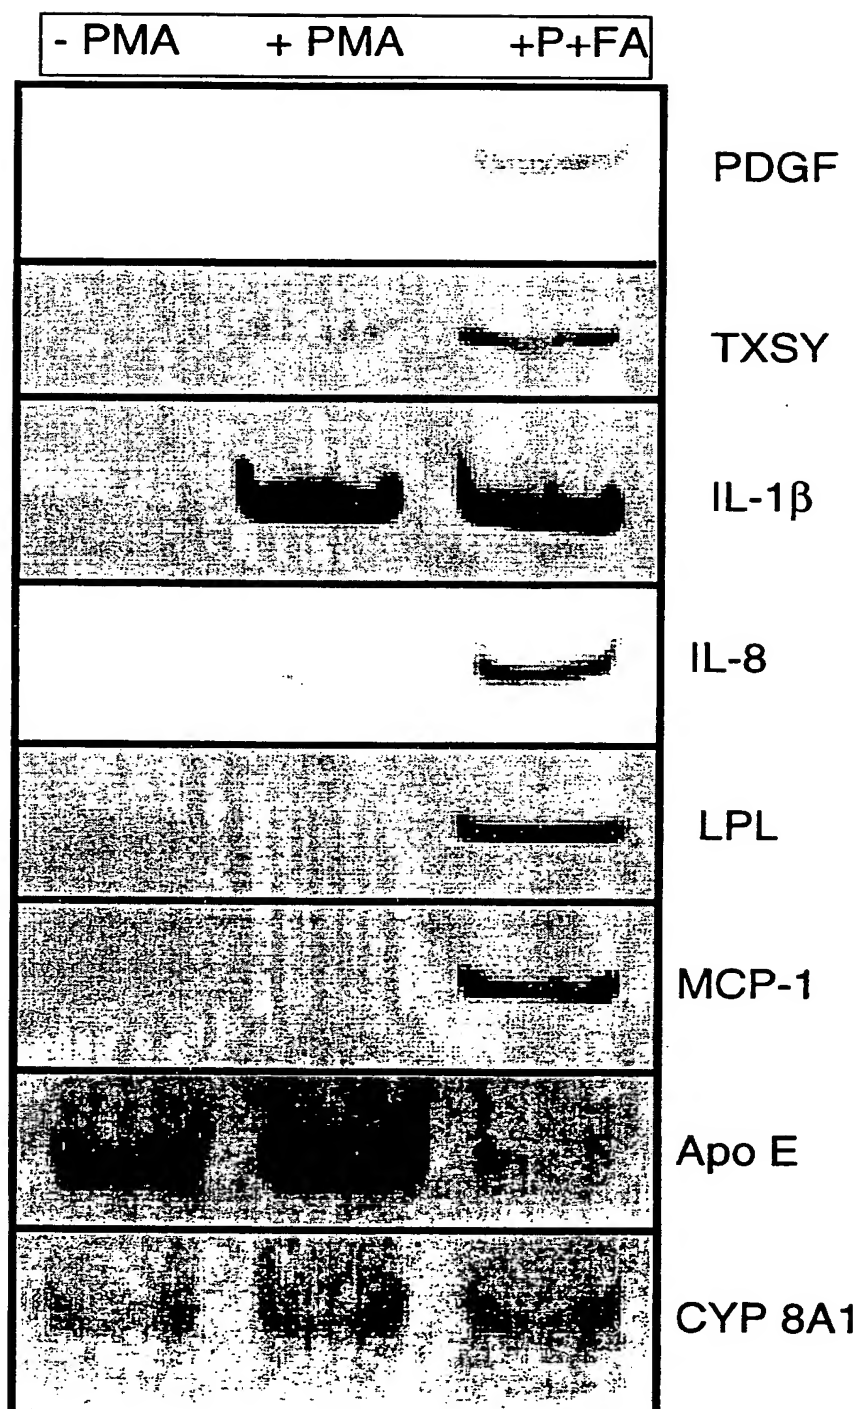 - PMA + PMA +P+FA
PDGF
TXSY
IL-1β
IL-8
LPL
MCP-1
Apo E
CYP 8A1